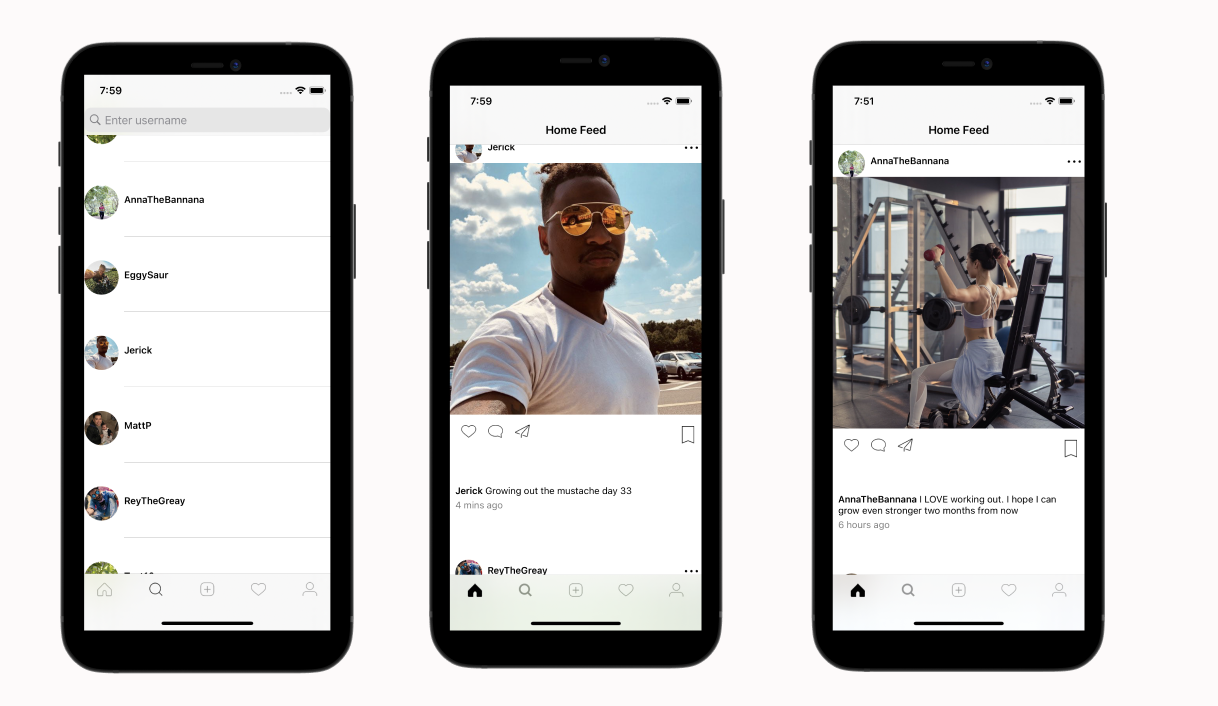 7:59
Enter username
AnnaTheBannana
EggySaur
Jerick
MattP
ReyTheGreay
7:59
Home Feed
Jerick
Jerick Growing out the mustache day 33
4 mins ago
ReyTheGreay
7:51
Home Feed
AnnaTheBannana
AnnaTheBannana I LOVE working out. I hope I can
grow even stronger two months from now
6 hours ago